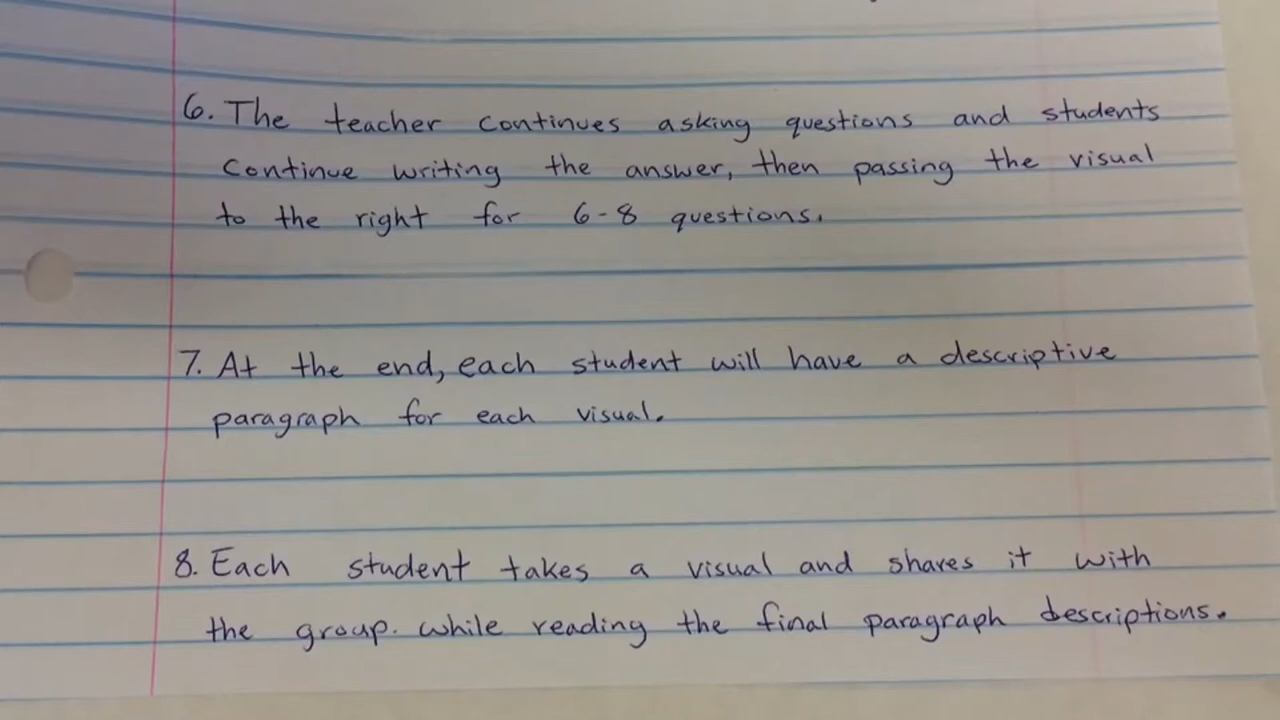 6. The teacher continues asking questions and students
continue writing the answer, then passing the visual
to the right for 6-8 questions.
7. At the end, each student will have a descriptive
paragraph for each visual.
8. Each student takes a visual and shares it with
the group. while reading the final paragraph descriptions.